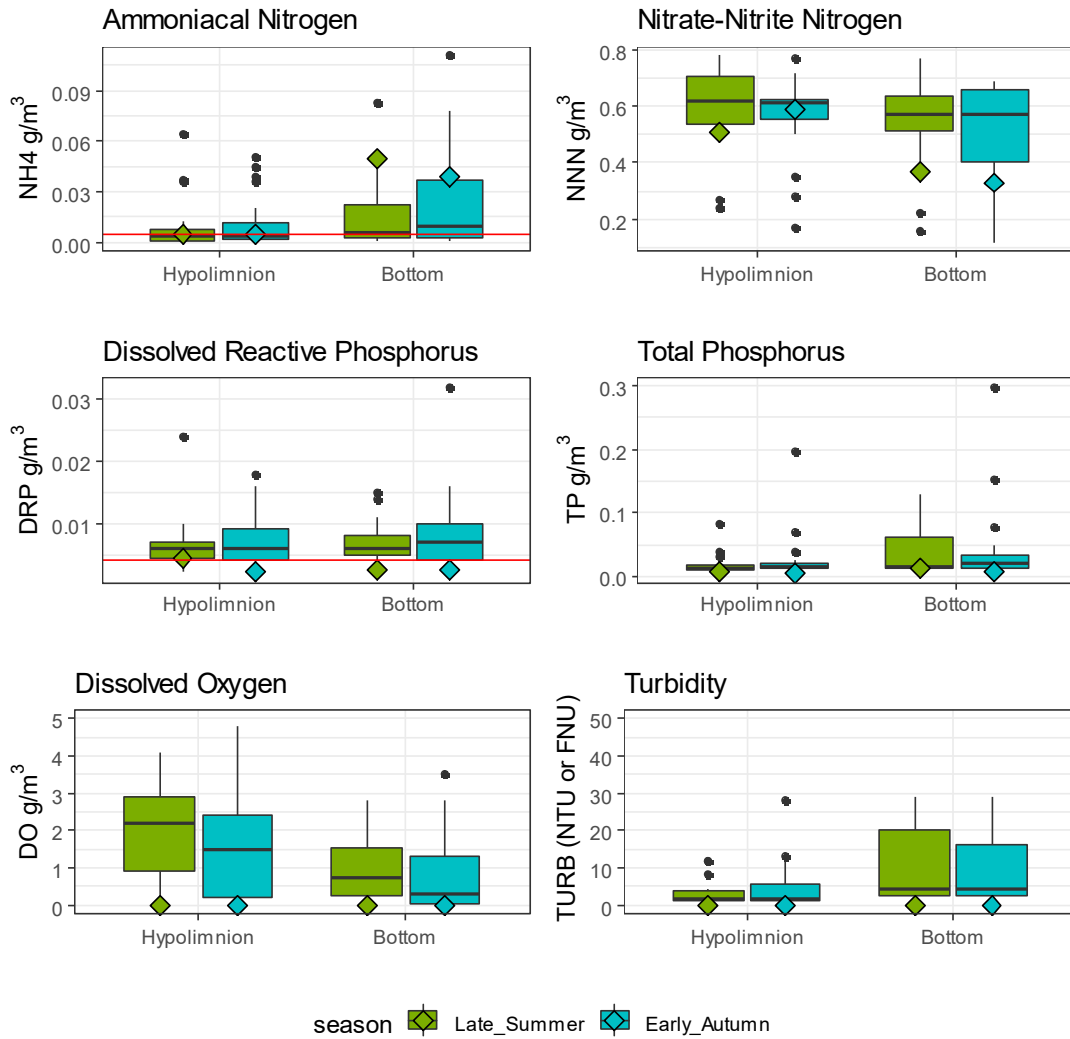 Ammoniacal Nitrogen
NH4 g/m³
0.09
0.06
0.03
0.00
Hypolimnion
Bottom
Nitrate-Nitrite Nitrogen
NNN g/m³
0.8
0.6
0.4
0.2
Hypolimnion
Bottom
Dissolved Reactive Phosphorus
DRP g/m³
0.03
0.02
0.01
Hypolimnion
Bottom
Total Phosphorus
TP g/m³
0.3
0.2
0.1
0.0
Hypolimnion
Bottom
Dissolved Oxygen
DO g/m³
5
4
3
2
1
0
Hypolimnion
Bottom
Turbidity
TURB (NTU or FNU)
50
40
30
20
10
0
Hypolimnion
Bottom
season Late_Summer Early_Autumn